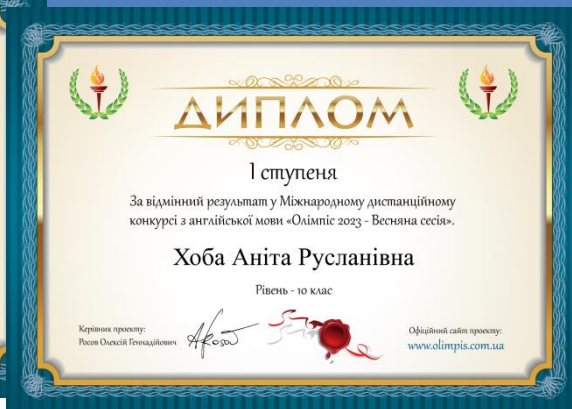 ДИПЛОМ
І ступеня
За відмінний результат у Міжнародному дистанційному
конкурсі з англійської мови «Олімпіс 2023 - Весняна сесія».
Хоба Аніта Русланівна
Рівень - 10 клас
Керівник проекту:
Росов Олексій Геннадійович
Офіційний сайт проекту:
www.olimpis.com.ua